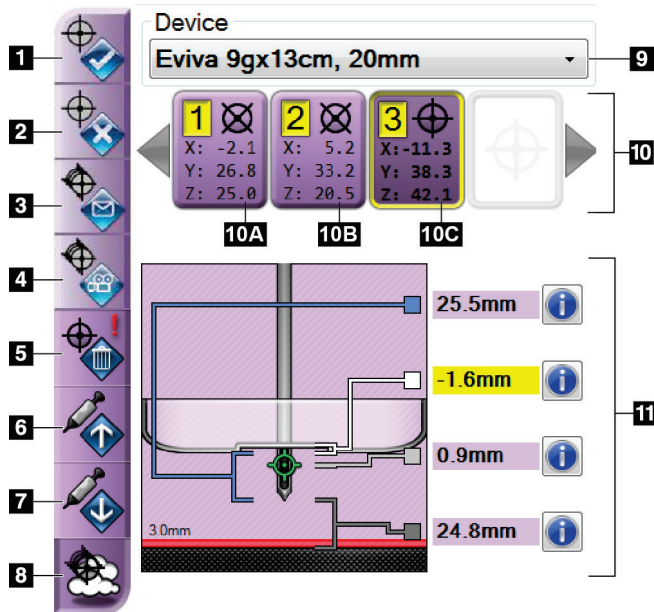 Device
1
Eviva 9gx13cm, 20mm
9
2
1
X: -2.1
Y: 26.8
Z: 25.0
2
X: 5.2
Y: 33.2
Z: 20.5
3
X:-11.3
Y: 38.3
Z: 42.1
10
3
10A
10B
10C
4
25.5mm
i
5
!
-1.6mm
i
11
6
0.9mm
i
7
3.0mm
24.8mm
i
8